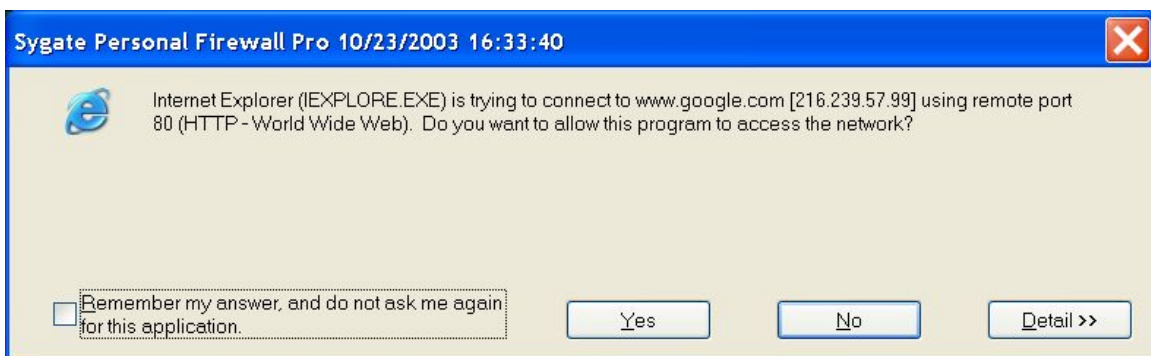 Sygate Personal Firewall Pro 10/23/2003 16:33:40
Internet Explorer (IEXPLORE.EXE) is trying to connect to www.google.com [216.239.57.99] using remote port
80 (HTTP - World Wide Web). Do you want to allow this program to access the network?
Remember my answer, and do not ask me again
for this application.
Yes
No
Detail >>